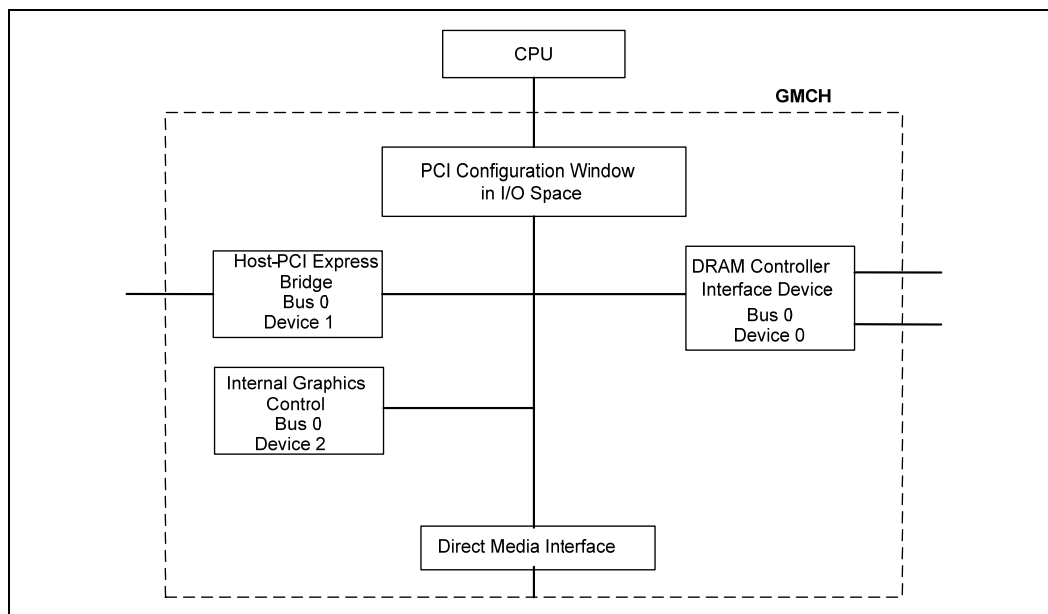 CPU
GMCH
PCI Configuration Window
in I/O Space
Host-PCI Express
Bridge
Bus 0
Device 1
DRAM Controller
Interface Device
Bus 0
Device 0
Internal Graphics
Control
Bus 0
Device 2
Direct Media Interface